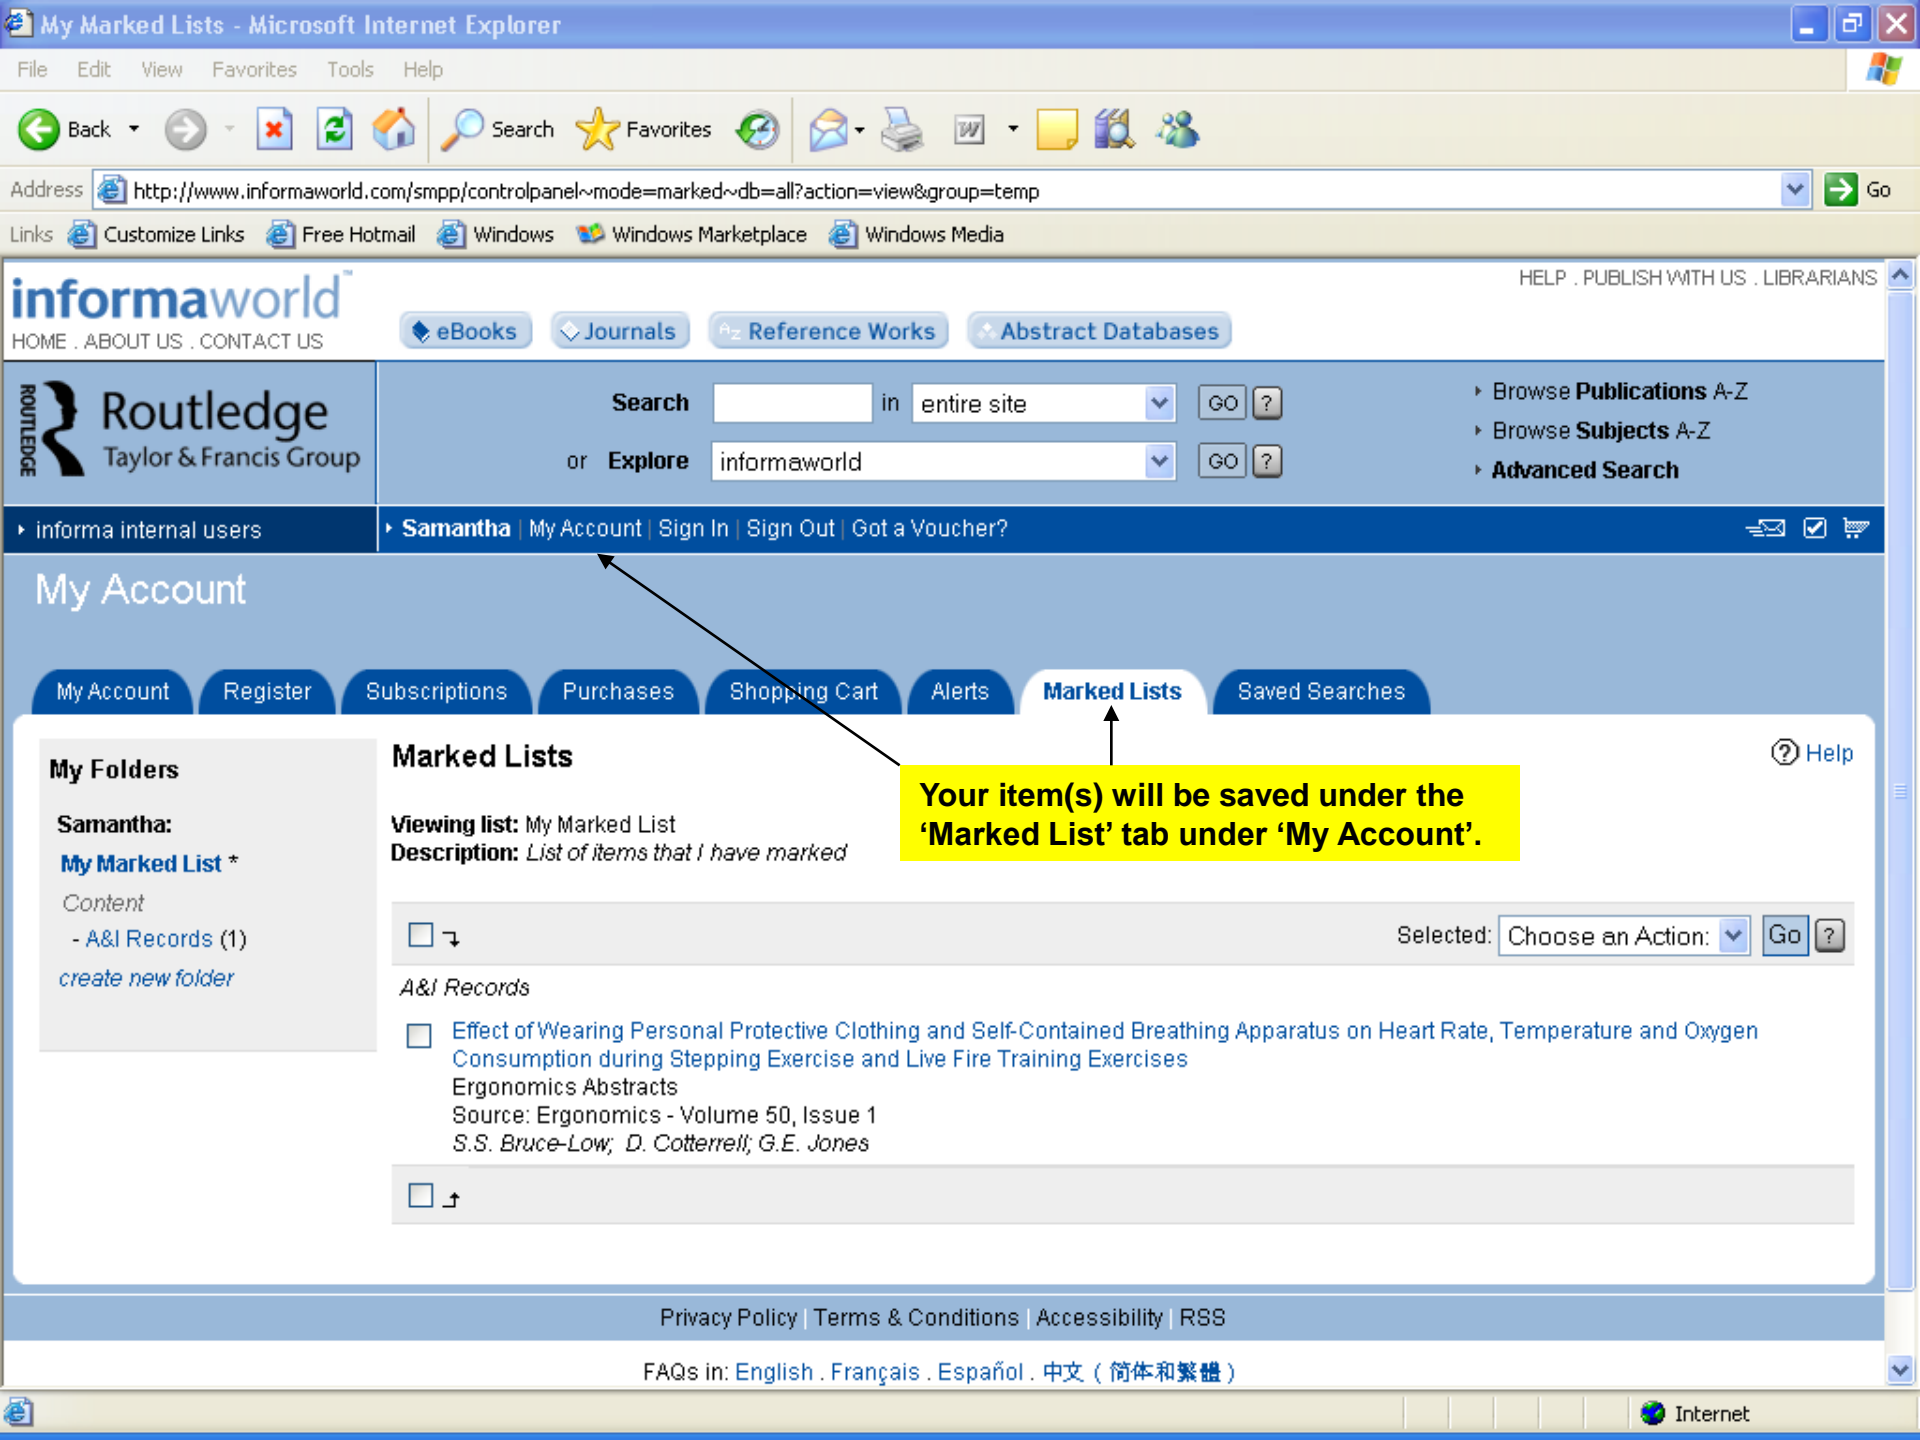 My Marked Lists - Microsoft Internet Explorer
File Edit View Favorites Tools Help
Back Search Favorites
Address http://www.informaworld.com/smpp/controlpanel~mode=marked~db=all?action=view&group=temp Go
Links Customize Links Free Hotmail Windows Windows Marketplace Windows Media
informaworld™
HELP . PUBLISH WITH US . LIBRARIANS
HOME . ABOUT US . CONTACT US
eBooks Journals Reference Works Abstract Databases
ROUTLEDGE
Routledge
Taylor & Francis Group
Search in entire site GO ?
or Explore informaworld GO ?
Browse Publications A-Z
Browse Subjects A-Z
Advanced Search
informa internal users
Samantha | My Account | Sign In | Sign Out | Got a Voucher?
My Account
My Account Register Subscriptions Purchases Shopping Cart Alerts Marked Lists Saved Searches
My Folders
Samantha:
My Marked List *
Content
- A&I Records (1)
create new folder
Marked Lists
Help
Viewing list: My Marked List
Description: List of items that I have marked
Your item(s) will be saved under the
‘Marked List’ tab under ‘My Account’.
Selected: Choose an Action: Go ?
A&I Records
Effect of Wearing Personal Protective Clothing and Self-Contained Breathing Apparatus on Heart Rate, Temperature and Oxygen
Consumption during Stepping Exercise and Live Fire Training Exercises
Ergonomics Abstracts
Source: Ergonomics - Volume 50, Issue 1
S.S. Bruce-Low; D. Cotterrell; G.E. Jones
Privacy Policy | Terms & Conditions | Accessibility | RSS
FAQs in: English . Français . Español . 中文 ( 简体和繁體 )
Internet